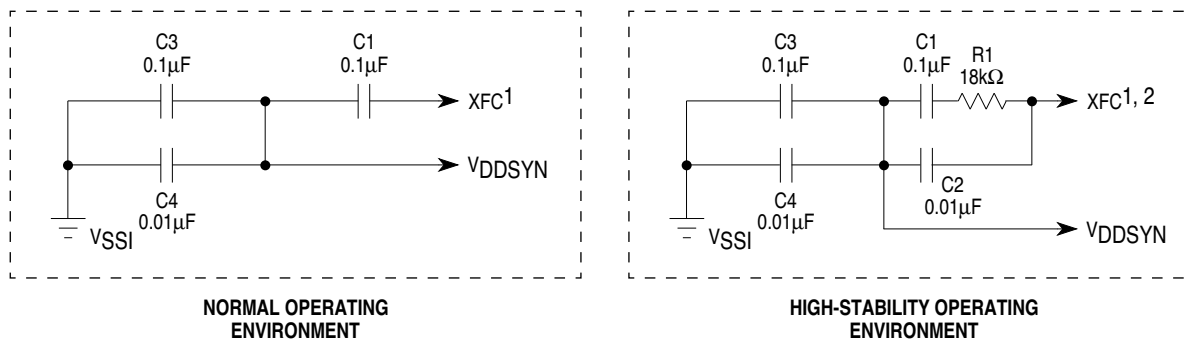 C3
0.1µF
C1
0.1µF
XFC1
VDDSYN
C4
0.01µF
VSSI
NORMAL OPERATING
ENVIRONMENT
C3
0.1µF
C1
0.1µF
R1
18kΩ
XFC1, 2
C4
0.01µF
C2
0.01µF
VSSI
VDDSYN
HIGH-STABILITY OPERATING
ENVIRONMENT